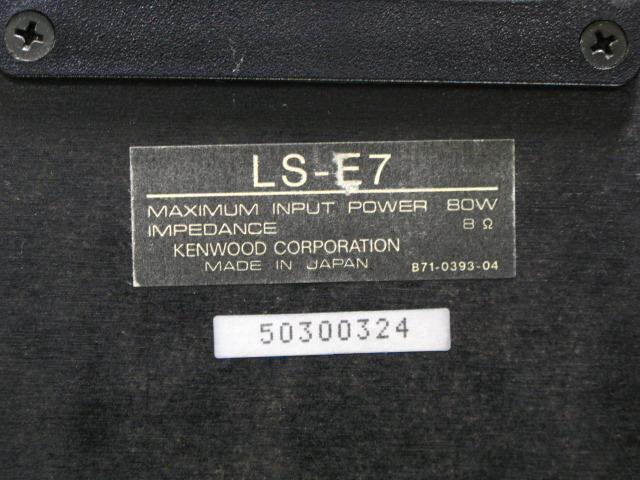 LS-E7
MAXIMUM INPUT POWER 80W
IMPEDANCE 8 Ω
KENWOOD CORPORATION
MADE IN JAPAN B71-0393-04
50300324